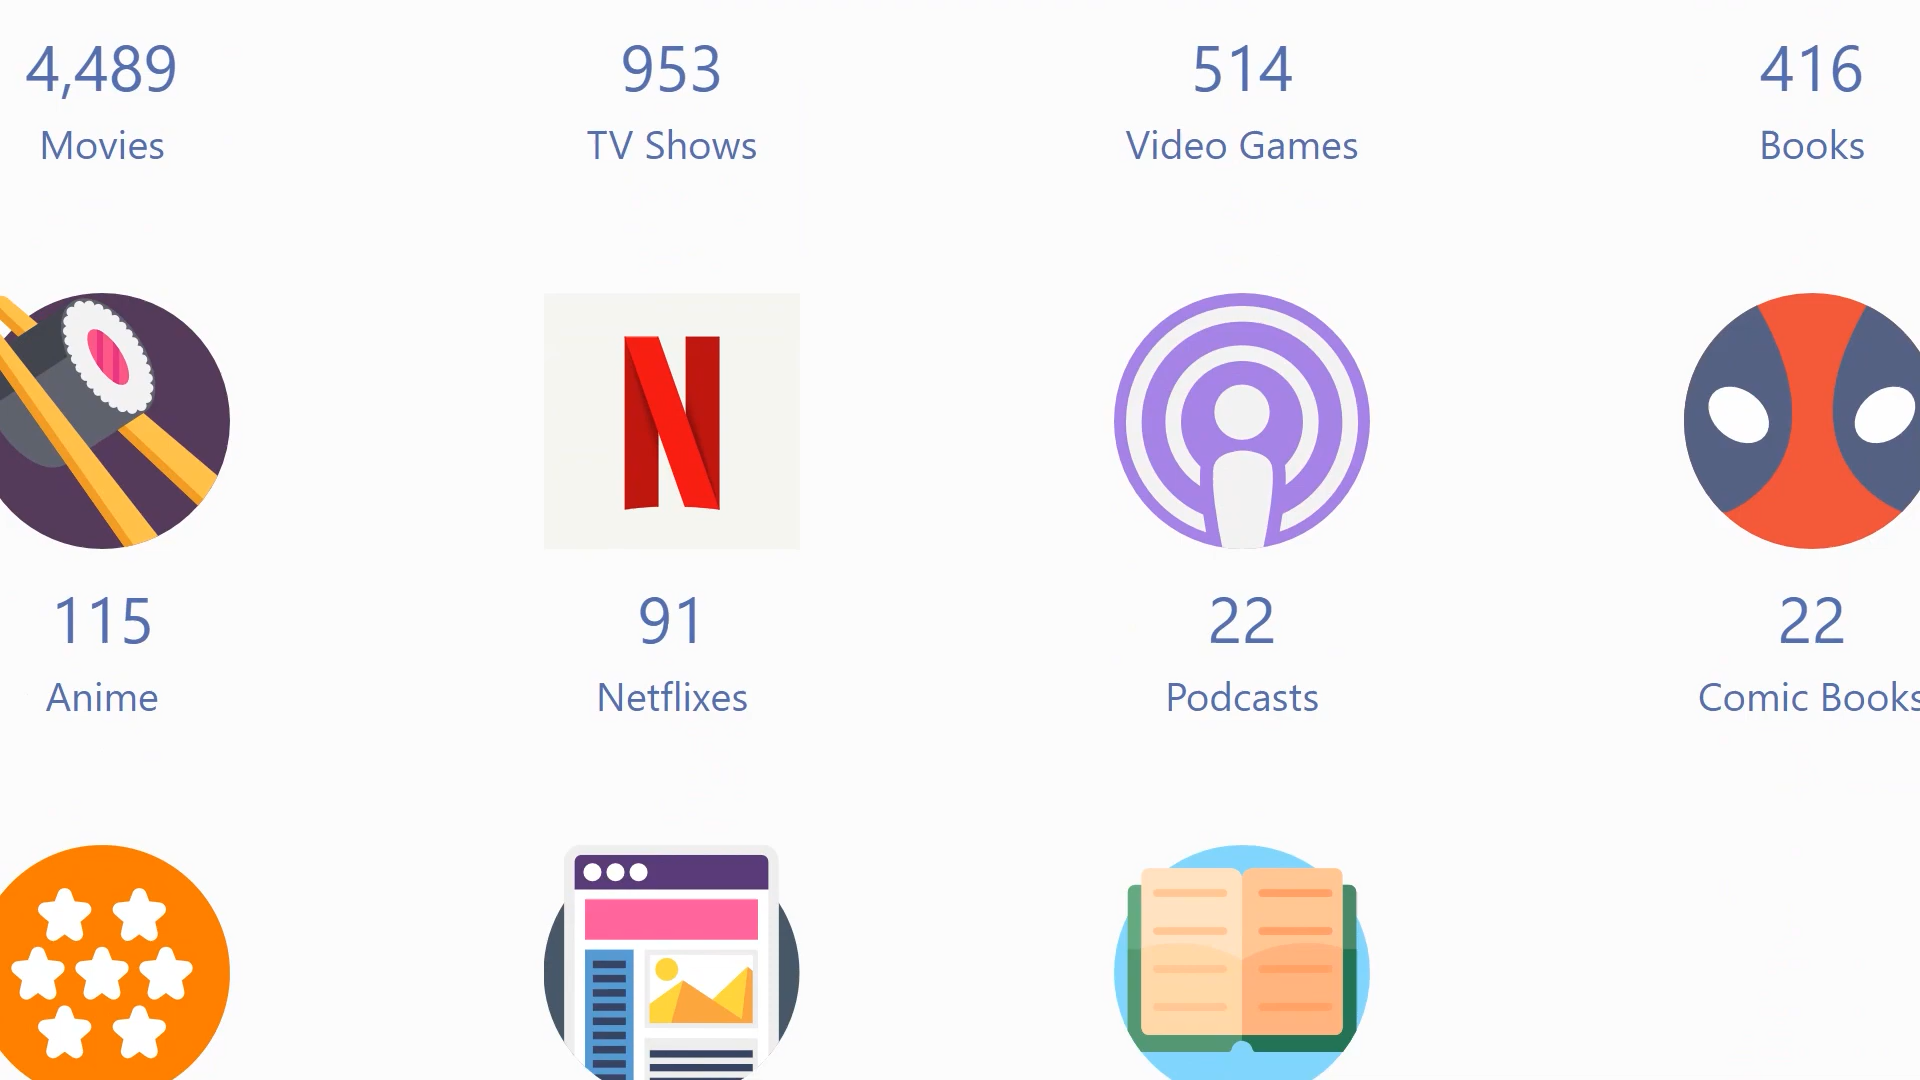 4,489
Movies
953
TV Shows
514
Video Games
416
Books
N
115
Anime
91
Netflixes
22
Podcasts
22
Comic Books